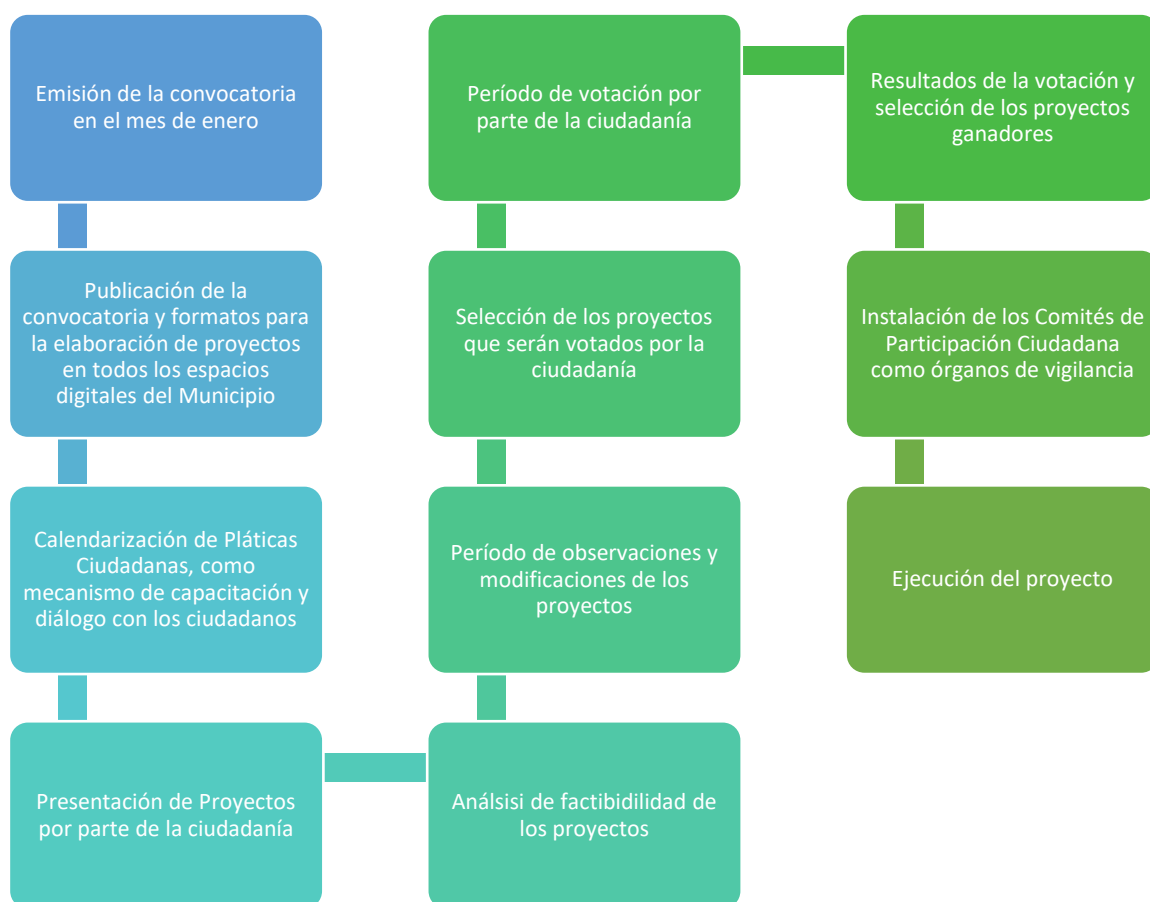 Emisión de la convocatoria
en el mes de enero
Publicación de la
convocatoria y formatos para
la elaboración de proyectos
en todos los espacios
digitales del Municipio
Calendarización de Pláticas
Ciudadanas, como
mecanismo de capacitación y
diálogo con los ciudadanos
Presentación de Proyectos
por parte de la ciudadanía
Análsisi de factibidilidad de
los proyectos
Período de observaciones y
modificaciones de los
proyectos
Selección de los proyectos
que serán votados por la
ciudadanía
Período de votación por
parte de la ciudadanía
Resultados de la votación y
selección de los proyectos
ganadores
Instalación de los Comités de
Participación Ciudadana
como órganos de vigilancia
Ejecución del proyecto